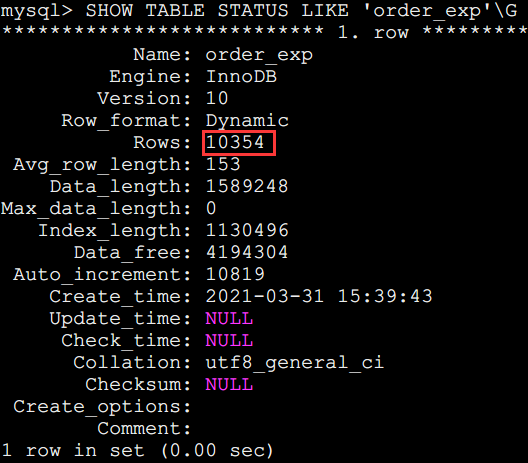 mysql> SHOW TABLE STATUS LIKE 'order_exp'\G
*************************** 1. row *********
Name: order_exp
Engine: InnoDB
Version: 10
Row_format: Dynamic
Rows: 10354
Avg_row_length: 153
Data_length: 1589248
Max_data_length: 0
Index_length: 1130496
Data_free: 4194304
Auto_increment: 10819
Create_time: 2021-03-31 15:39:43
Update_time: NULL
Check_time: NULL
Collation: utf8_general_ci
Checksum: NULL
Create_options:
Comment:
1 row in set (0.00 sec)